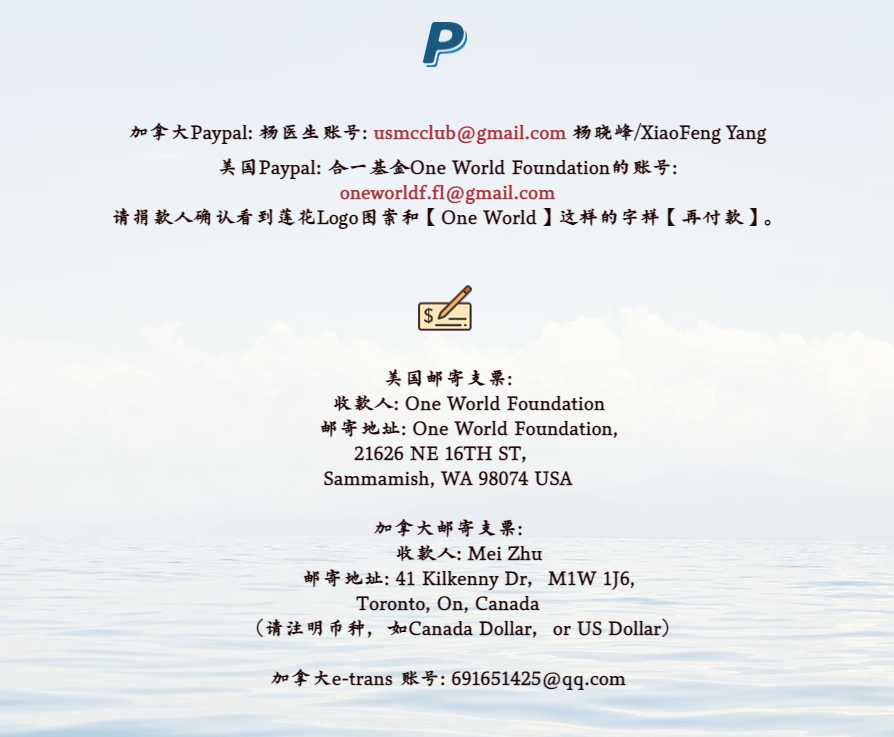 加拿大Paypal: 杨医生账号: usmcclub@gmail.com 杨晓峰/XiaoFeng Yang
美国Paypal: 合一基金One World Foundation的账号:
oneworldf.fl@gmail.com
请捐款人确认看到莲花Logo图案和【One World】这样的字样【再付款】。
$
美国邮寄支票:
收款人: One World Foundation
邮寄地址: One World Foundation,
21626 NE 16TH ST,
Sammamish, WA 98074 USA
加拿大邮寄支票:
收款人: Mei Zhu
邮寄地址: 41 Kilkenny Dr, M1W 1J6,
Toronto, On, Canada
（请注明币种，如Canada Dollar, or US Dollar）
加拿大e-trans 账号: 691651425@qq.com